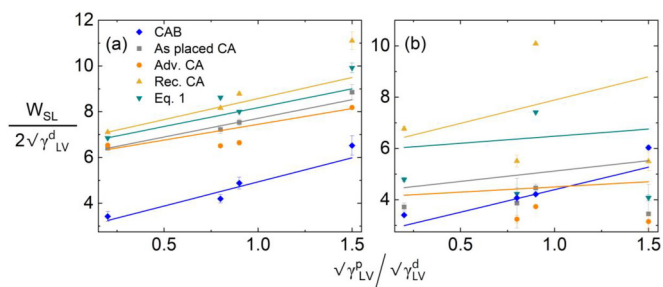 (a)
CAB
As placed CA
Adv. CA
Rec. CA
Eq. 1
(b)
W_SL
2√γ^d_LV
10
8
6
4
10
8
6
4
0.5 1.0 1.5
0.5 1.0 1.5
√γ^p_LV / √γ^d_LV